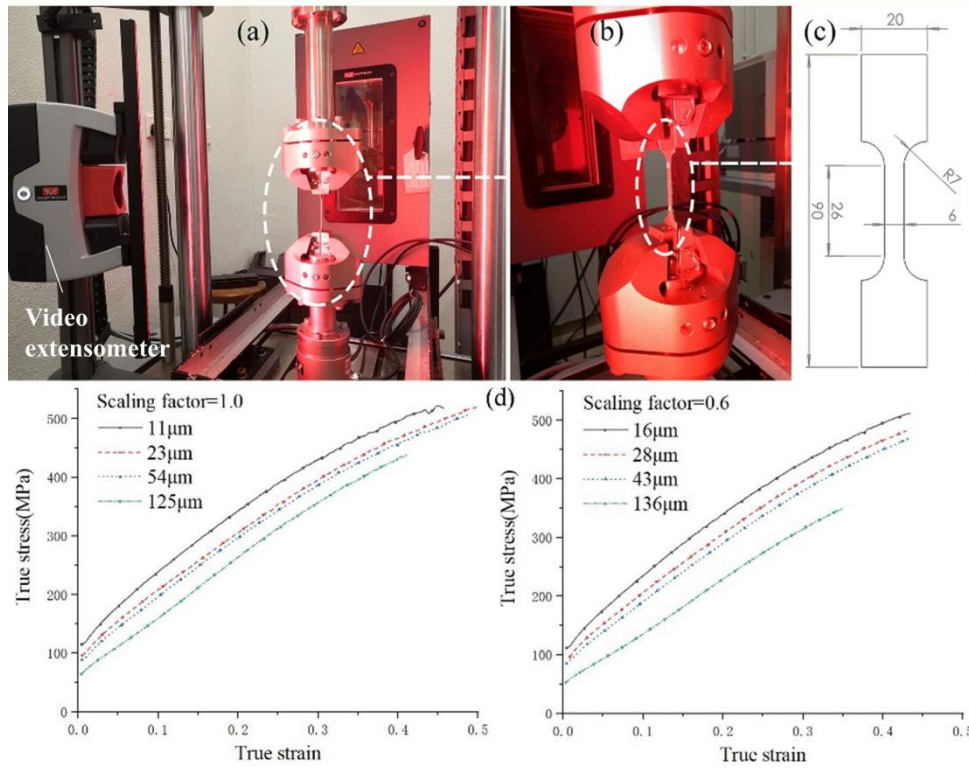 (a)
(b)
(c)
20
90
26
6
R7
Video
extensometer
(d)
Scaling factor=1.0
11μm
23μm
54μm
125μm
500
400
300
200
100
0
True stress(MPa)
0.0
0.1
0.2
0.3
0.4
0.5
True strain
Scaling factor=0.6
16μm
28μm
43μm
136μm
500
400
300
200
100
0
True stress(MPa)
0.0
0.1
0.2
0.3
0.4
0.5
True strain